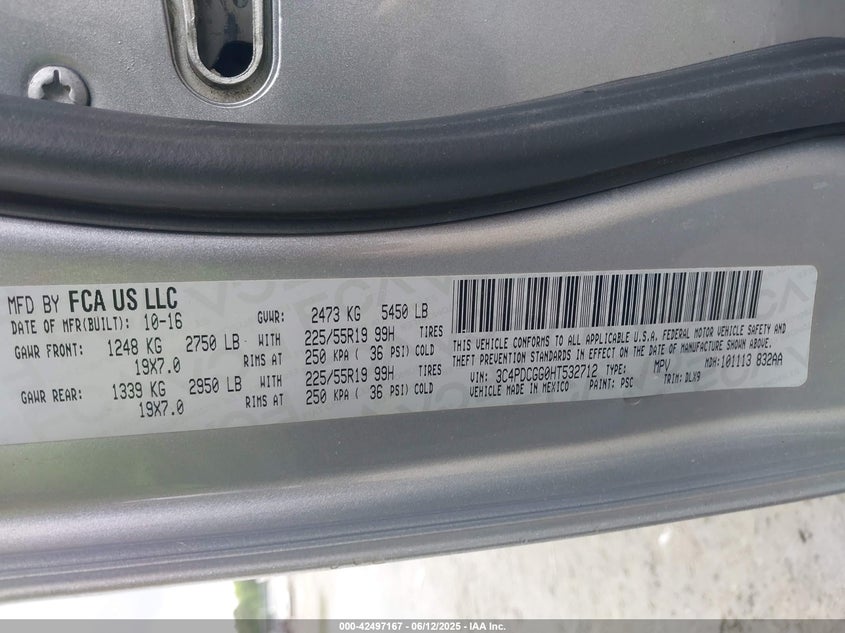 MFD BY FCA US LLC
DATE OF MFR(BUILT): 10-16 GVWR: 2473 KG 5450 LB
GAWR FRONT: 1248 KG 2750 LB WITH 225/55R19 99H TIRES
19X7.0 RIMS AT 250 KPA ( 36 PSI) COLD
GAWR REAR: 1339 KG 2950 LB WITH 225/55R19 99H TIRES
19X7.0 RIMS AT 250 KPA ( 36 PSI) COLD
THIS VEHICLE CONFORMS TO ALL APPLICABLE U.S.A. FEDERAL MOTOR VEHICLE SAFETY AND
THEFT PREVENTION STANDARDS IN EFFECT ON THE DATE OF MANUFACTURE SHOWN ABOVE.
VIN: 3C4PDCGG0HT532712 TYPE: MPV MDH: 101113 832AA
VEHICLE MADE IN MEXICO PAINT: PSC TRIM: DLX9
000-42497167 - 06/12/2025 - IAA Inc.